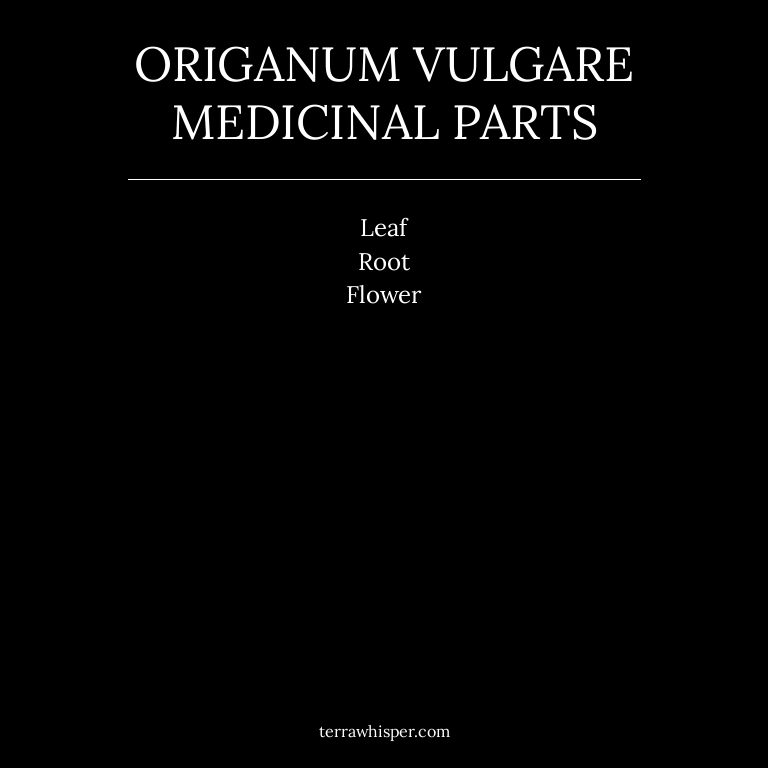 ORIGANUM VULGARE
MEDICINAL PARTS
Leaf
Root
Flower
terrawhisper.com